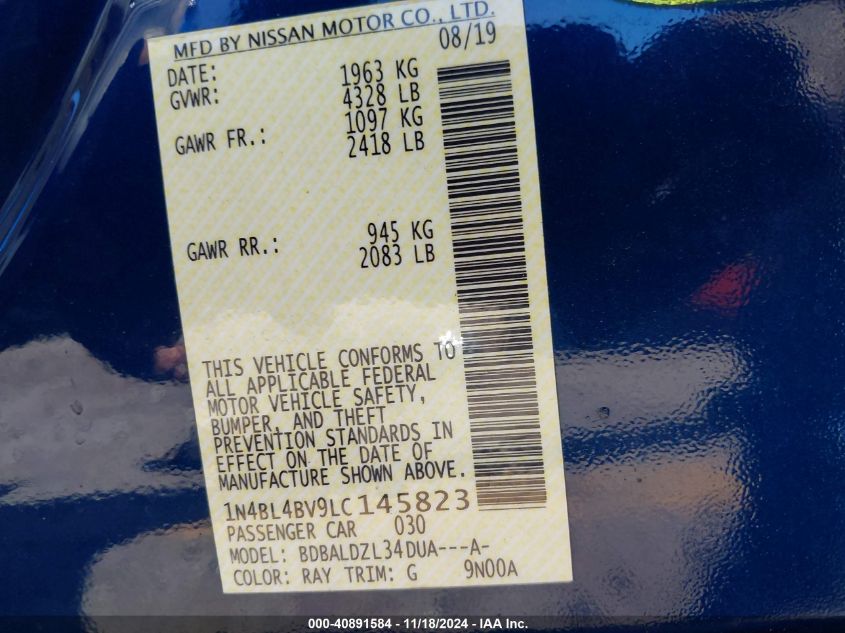 MFD BY NISSAN MOTOR CO., LTD.
DATE: 08/19
GVWR: 1963 KG
4328 LB
GAWR FR.: 1097 KG
2418 LB
GAWR RR.: 945 KG
2083 LB
THIS VEHICLE CONFORMS TO
ALL APPLICABLE FEDERAL
MOTOR VEHICLE SAFETY,
BUMPER, AND THEFT
PREVENTION STANDARDS IN
EFFECT ON THE DATE OF
MANUFACTURE SHOWN ABOVE.
1N4BL4BV9LC145823
PASSENGER CAR 030
MODEL: BDBALDZL34DUA---A-
COLOR: RAY TRIM: G 9N00A
000-40891584 - 11/18/2024 - IAA Inc.